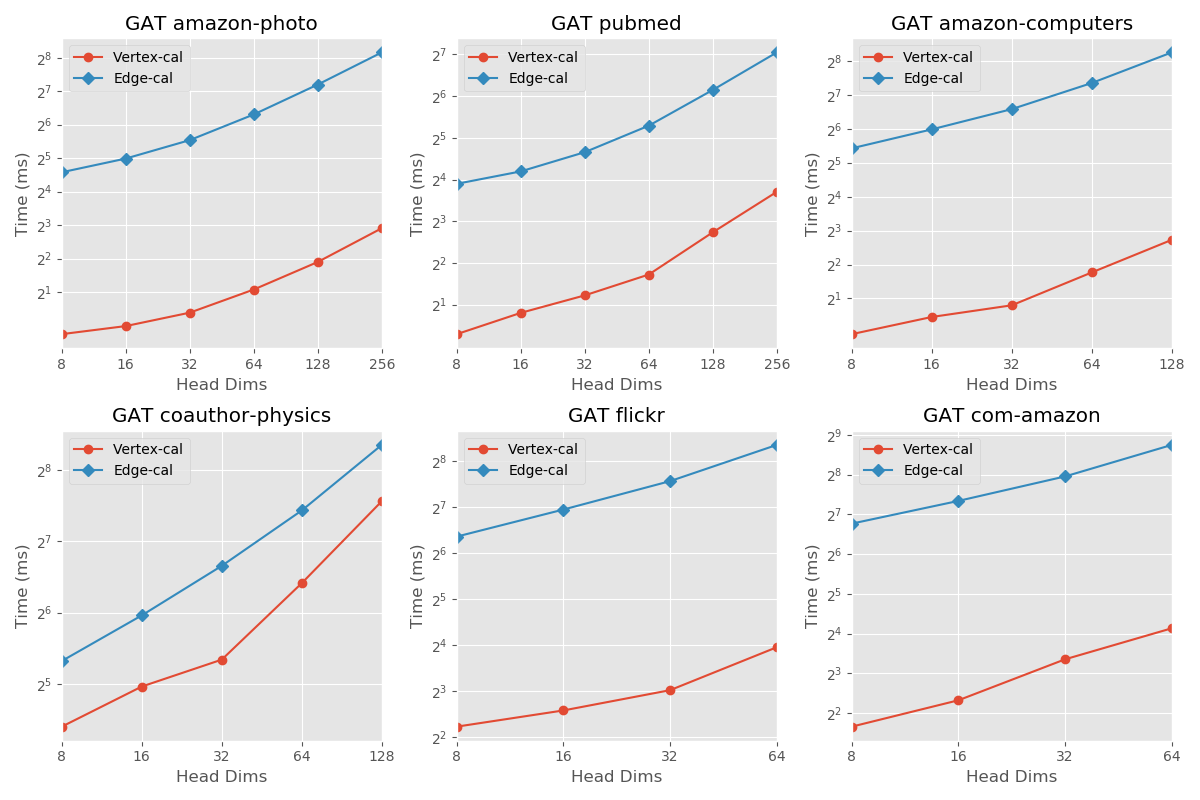 GAT amazon-photo
Vertex-cal
Edge-cal
Time (ms)
2^8
2^7
2^6
2^5
2^4
2^3
2^2
2^1
8 16 32 64 128 256
Head Dims
GAT pubmed
Vertex-cal
Edge-cal
Time (ms)
2^7
2^6
2^5
2^4
2^3
2^2
2^1
8 16 32 64 128 256
Head Dims
GAT amazon-computers
Vertex-cal
Edge-cal
Time (ms)
2^8
2^7
2^6
2^5
2^4
2^3
2^2
2^1
8 16 32 64 128
Head Dims
GAT coauthor-physics
Vertex-cal
Edge-cal
Time (ms)
2^8
2^7
2^6
2^5
8 16 32 64 128
Head Dims
GAT flickr
Vertex-cal
Edge-cal
Time (ms)
2^8
2^7
2^6
2^5
2^4
2^3
2^2
8 16 32 64
Head Dims
GAT com-amazon
Vertex-cal
Edge-cal
Time (ms)
2^9
2^8
2^7
2^6
2^5
2^4
2^3
2^2
8 16 32 64
Head Dims